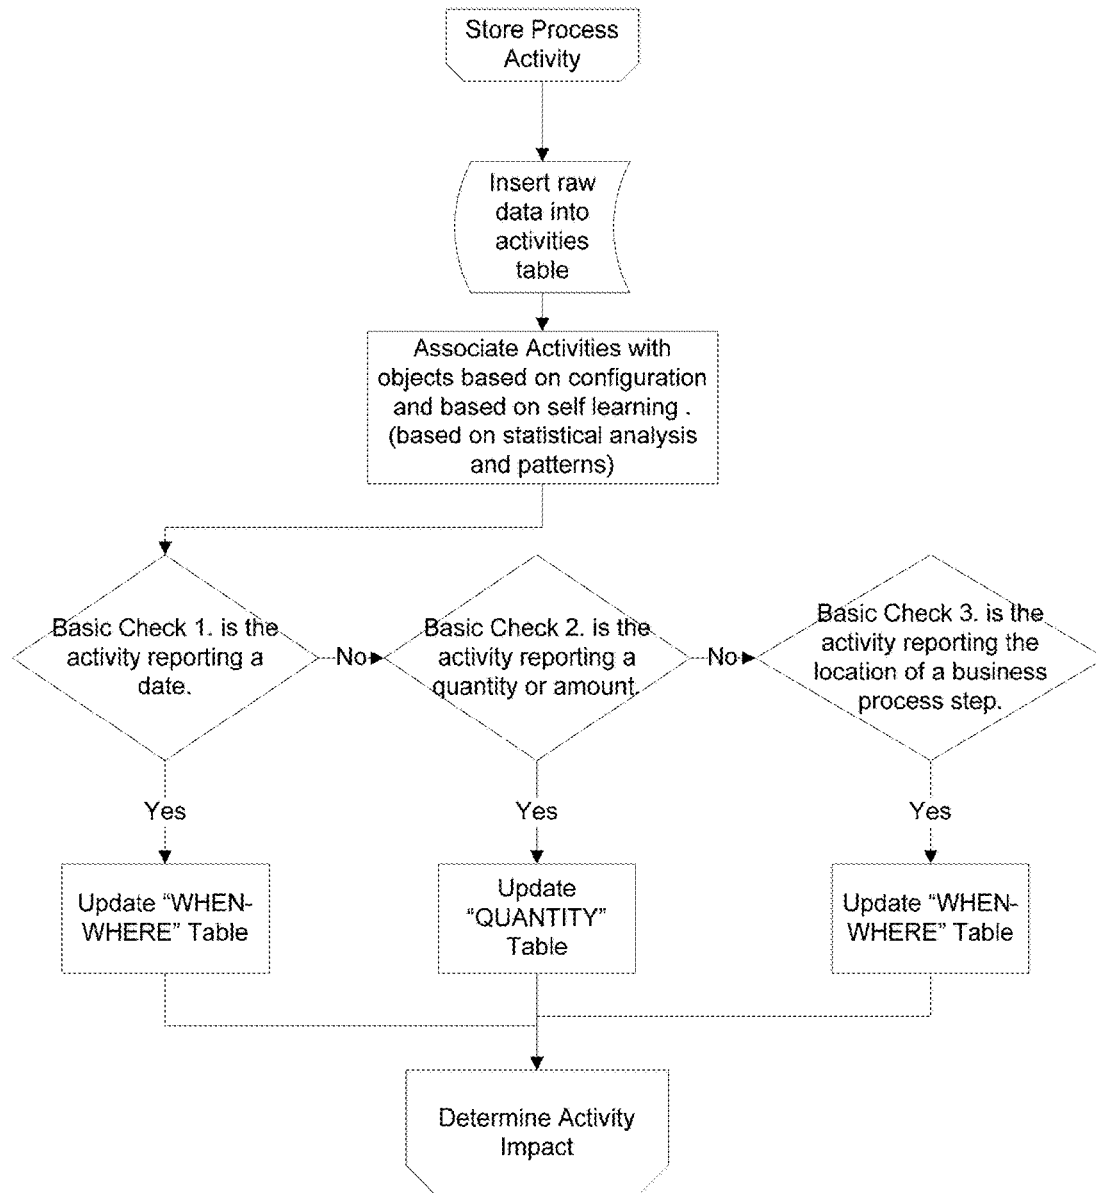 Store Process
Activity
Insert raw
data into
activities
table
Associate Activities with
objects based on configuration
and based on self learning .
(based on statistical analysis
and patterns)
Basic Check 1. is the
activity reporting a
date.
No
Basic Check 2. is the
activity reporting a
quantity or amount.
No
Basic Check 3. is the
activity reporting the
location of a business
process step.
Yes
Yes
Yes
Update “WHEN-
WHERE” Table
Update
“QUANTITY”
Table
Update “WHEN-
WHERE” Table
Determine Activity
Impact